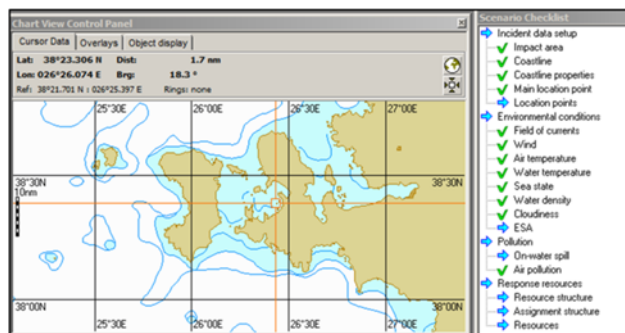 Chart View Control Panel
Cursor Data Overlays Object display
Lat: 38°23.306 N Dist: 1.7 nm
Lon: 026°26.074 E Brg: 18.3 °
Ref: 38°21.701 N : 026°25.397 E Rings: none
25°30E 26°00E 27°00E
38°30N 38°30N
10nm
38°00N 38°00N
25°30E 26°00E 26°30E 27°00E
Scenario Checklist
Incident data setup
Impact area
Coastline
Coastline properties
Main location point
Location points
Environmental conditions
Field of currents
Wind
Air temperature
Water temperature
Sea state
Water density
Cloudiness
ESA
Pollution
On-water spill
Air pollution
Response resources
Resource structure
Assignment structure
Resources